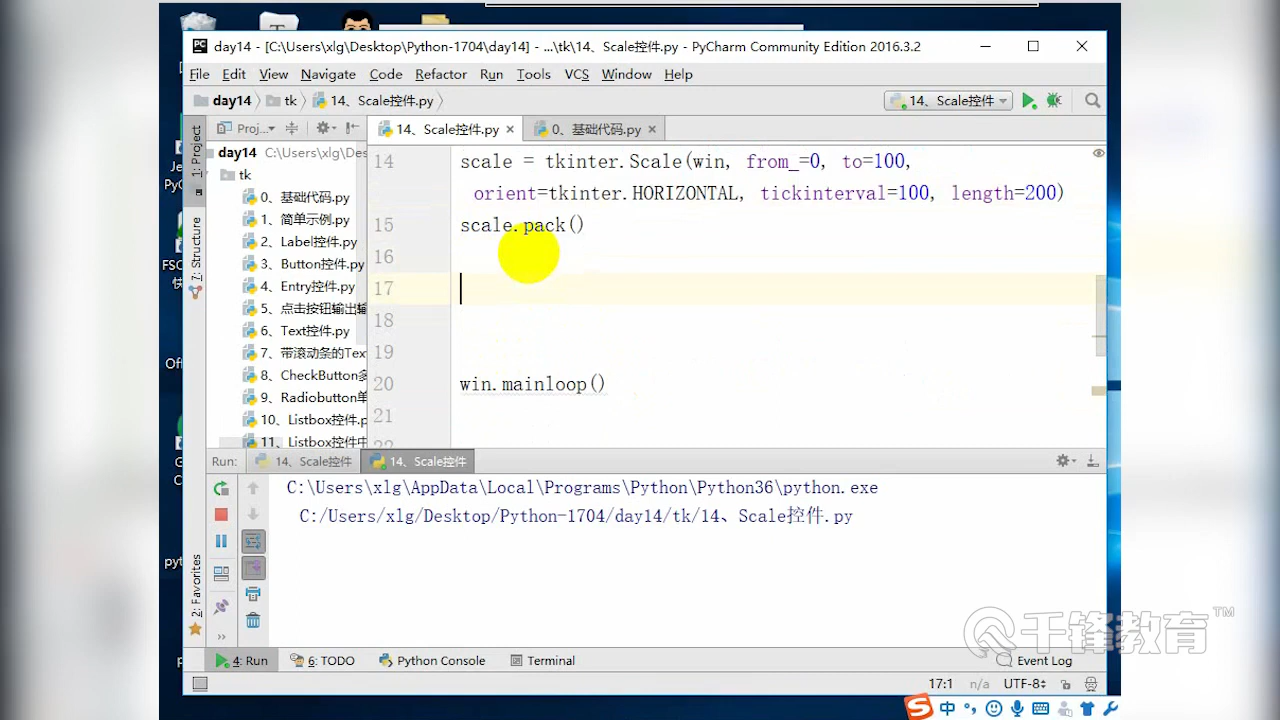 day14 - [C:\Users\xlg\Desktop\Python-1704\day14] - ...\tk\14、Scale控件.py - PyCharm Community Edition 2016.3.2
File Edit View Navigate Code Refactor Run Tools VCS Window Help
day14 tk 14、Scale控件.py 14、Scale控件
1: Project
7: Structure
2: Favorites
Proj...
14、Scale控件.py 0、基础代码.py
day14 C:\Users\xlg\Des
tk
0、基础代码.py
1、简单示例.py
2、Label控件.py
3、Button控件.py
4、Entry控件.py
5、点击按钮输出输
6、Text控件.py
7、带滚动条的Tex
8、CheckButton多
9、Radiobutton单
10、Listbox控件.p
11、Listbox控件中
14 scale = tkinter.Scale(win, from_=0, to=100,
orient=tkinter.HORIZONTAL, tickinterval=100, length=200)
15 scale.pack()
16
17
18
19
20 win.mainloop()
21
22
Run: 14、Scale控件 14、Scale控件
C:\Users\xlg\AppData\Local\Programs\Python\Python36\python.exe
C:/Users/xlg/Desktop/Python-1704/day14/tk/14、Scale控件.py
4: Run 6: TODO Python Console Terminal Event Log
17:1 n/a UTF-8
中
千锋教育™